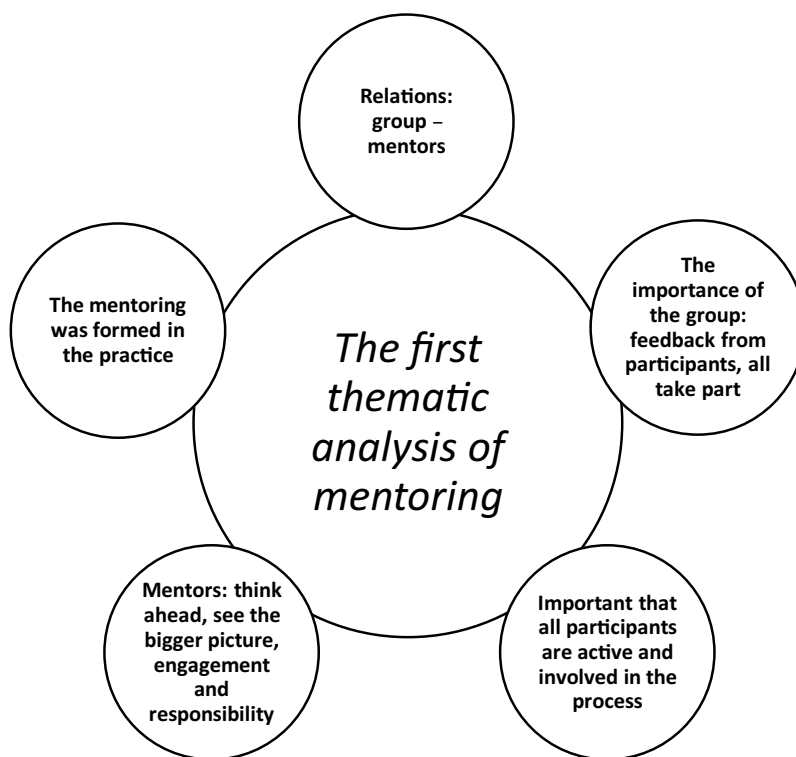 Relations:
group –
mentors
The
importance of
the group:
feedback from
participants, all
take part
The mentoring
was formed in
the practice
The first
thematic
analysis of
mentoring
Mentors: think
ahead, see the
bigger picture,
engagement
and
responsibility
Important that
all participants
are active and
involved in the
process